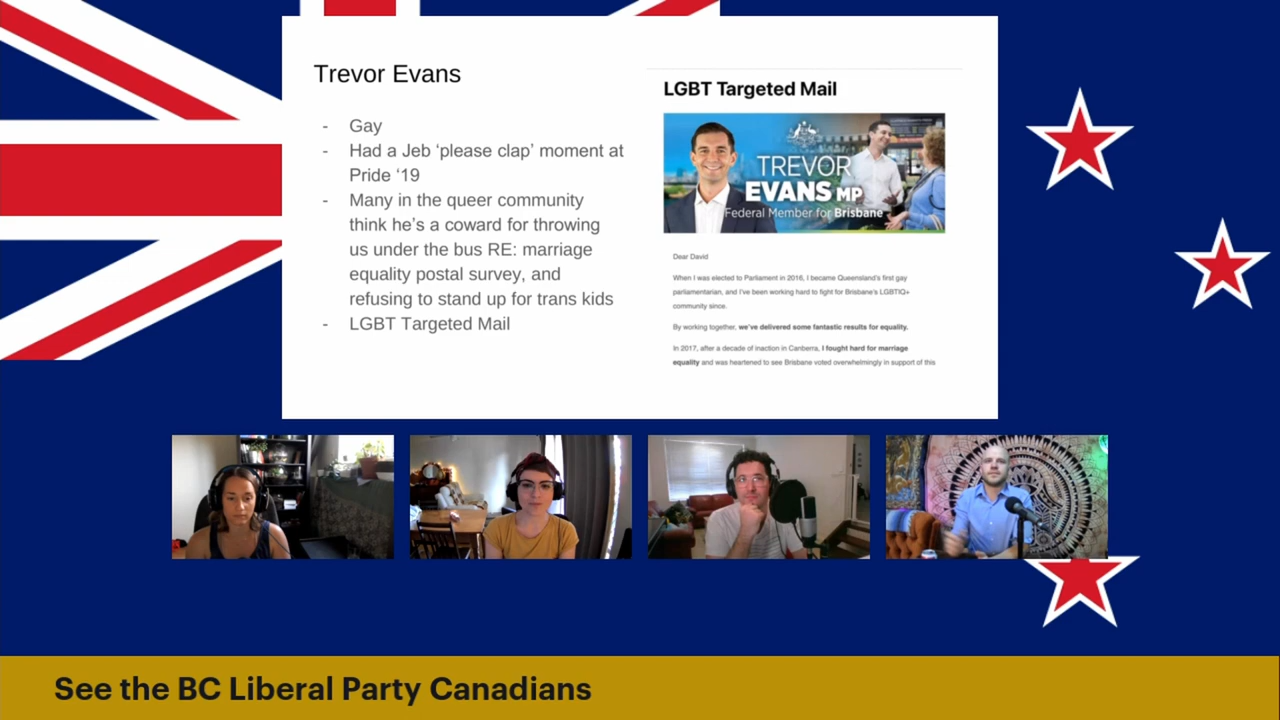 Trevor Evans
- Gay
- Had a Jeb ‘please clap’ moment at
Pride ‘19
- Many in the queer community
think he’s a coward for throwing
us under the bus RE: marriage
equality postal survey, and
refusing to stand up for trans kids
- LGBT Targeted Mail
LGBT Targeted Mail
TREVOR
EVANS MP
Federal Member for Brisbane
Dear David
When I was elected to Parliament in 2016, I became Queensland's first gay
parliamentarian, and I've been working hard to fight for Brisbane's LGBTIQ+
community since.
By working together, we've delivered some fantastic results for equality.
In 2017, after a decade of inaction in Canberra, I fought hard for marriage
equality and was heartened to see Brisbane voted overwhelmingly in support of this
See the BC Liberal Party Canadians